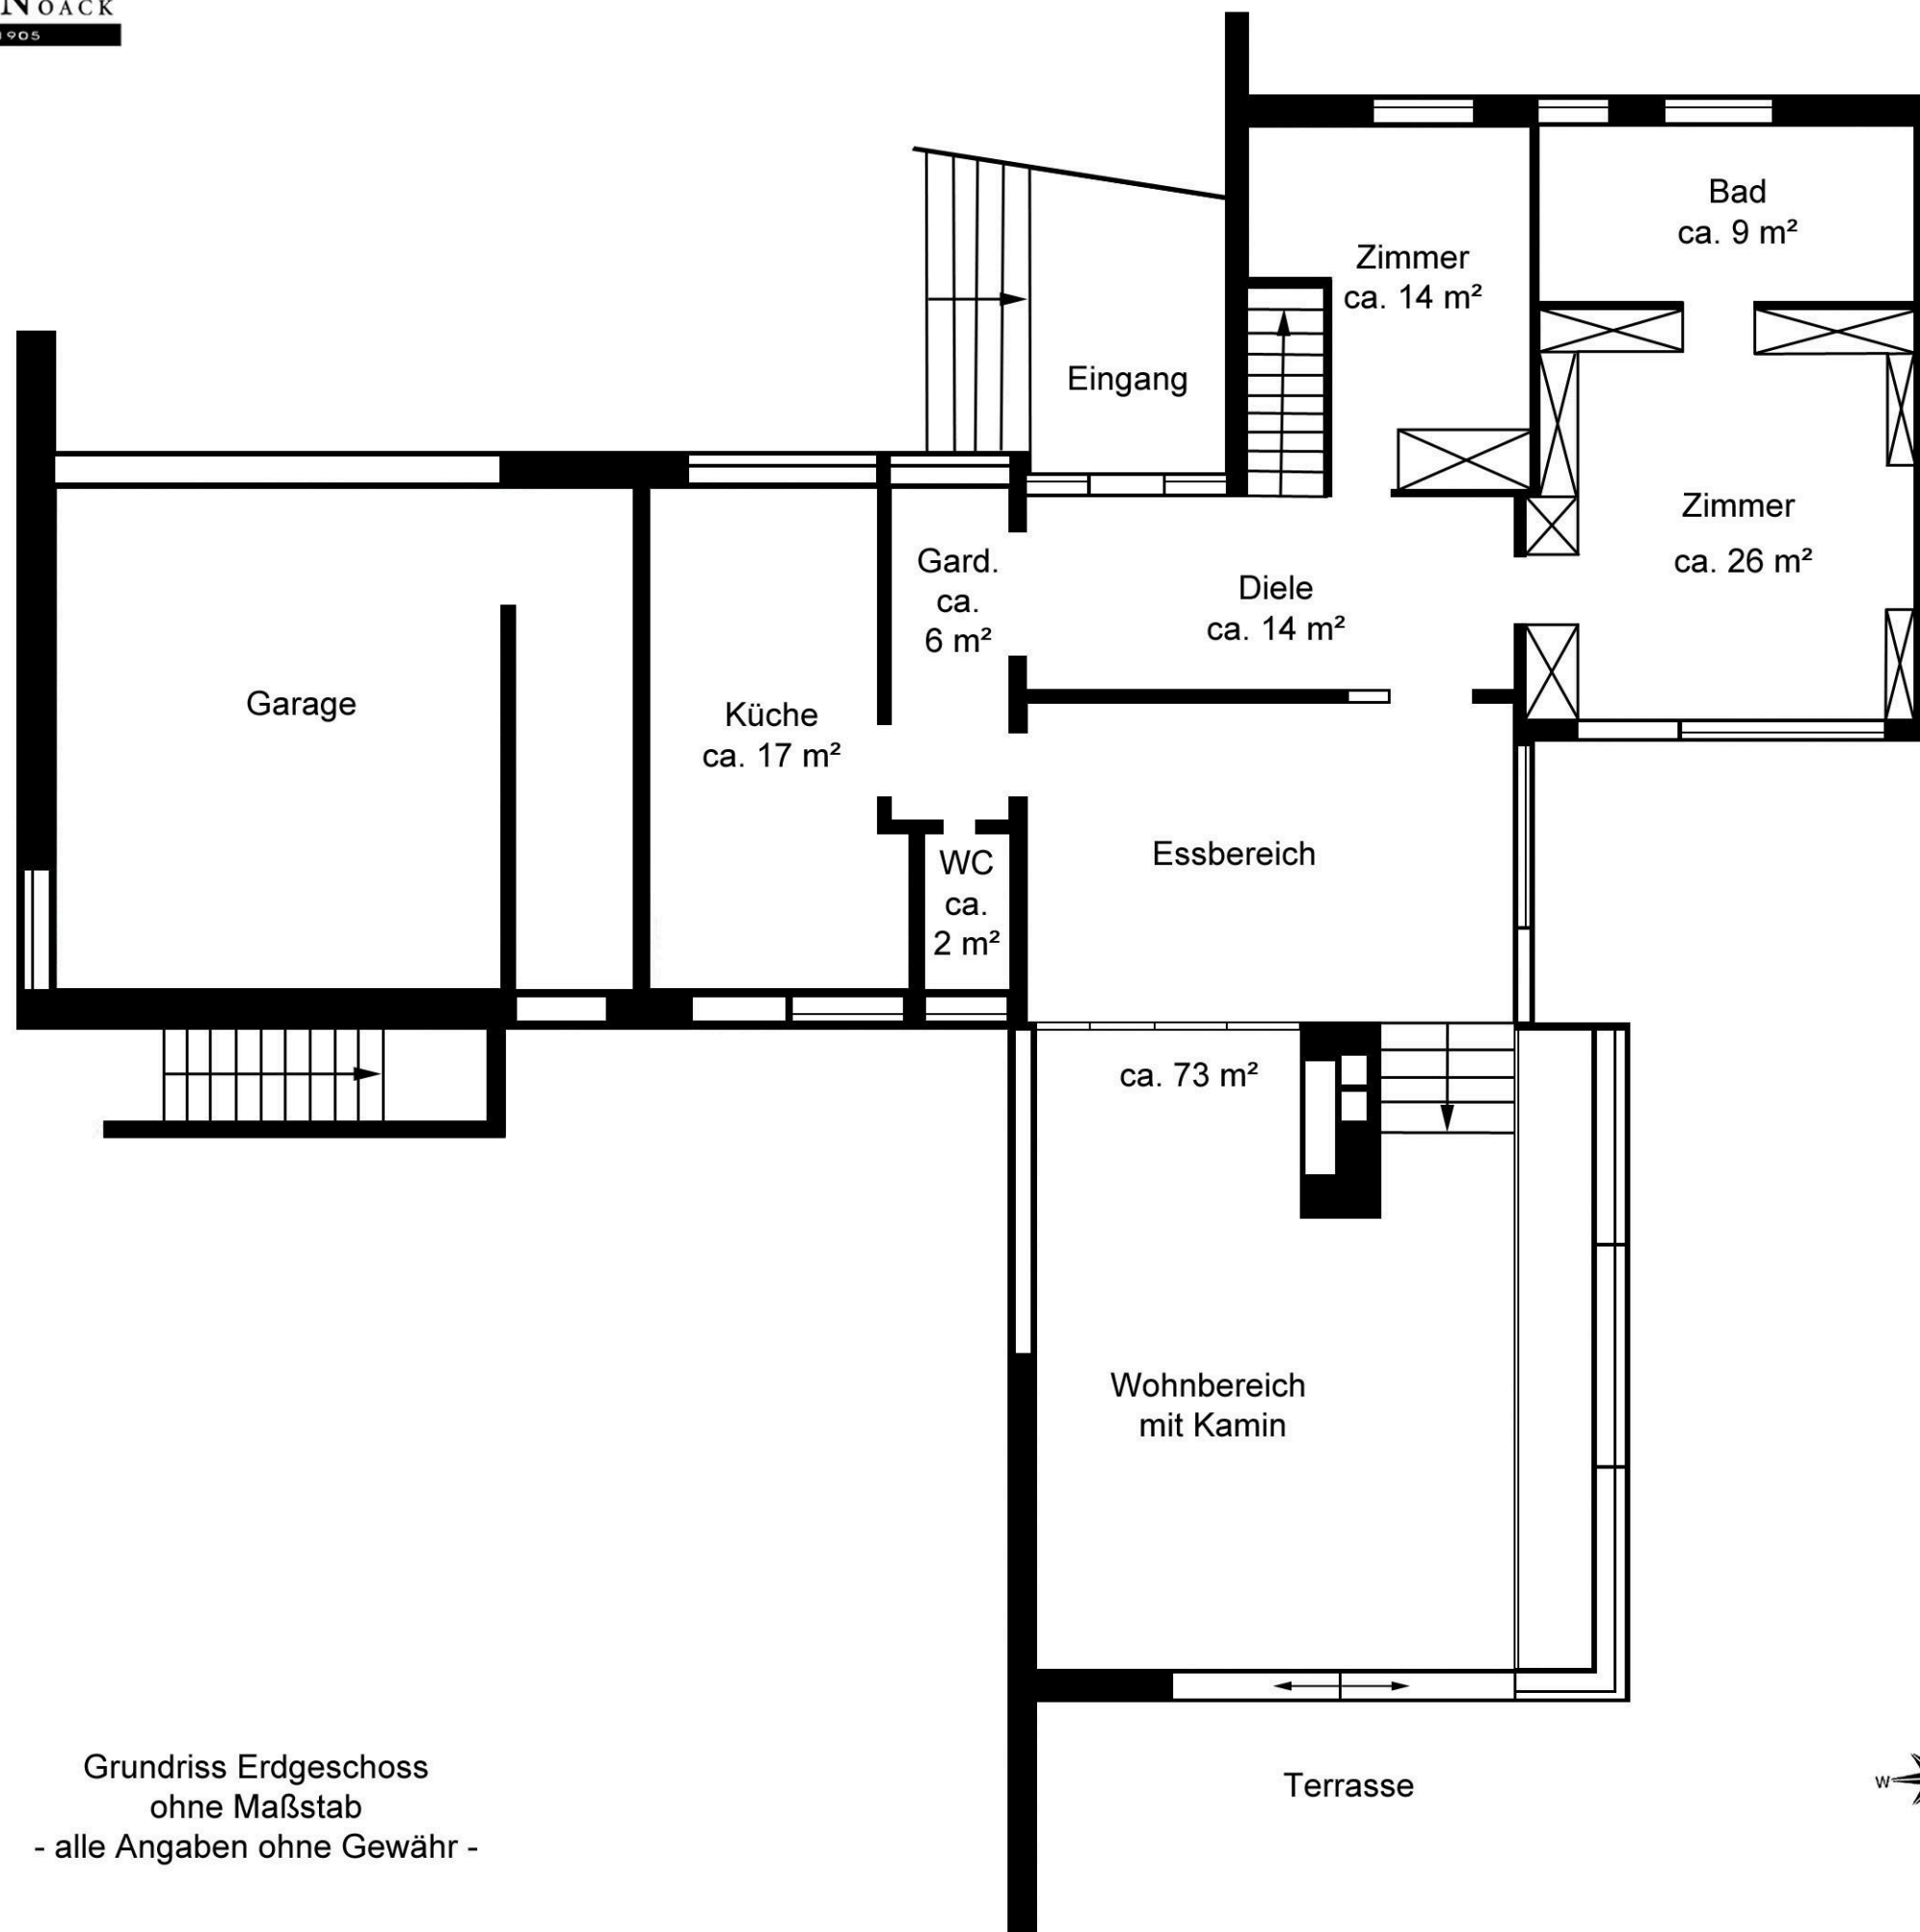 NOACK
1905
Bad
ca. 9 m²
Zimmer
ca. 14 m²
Eingang
Zimmer
ca. 26 m²
Gard.
ca.
6 m²
Diele
ca. 14 m²
Garage
Küche
ca. 17 m²
Essbereich
WC
ca.
2 m²
ca. 73 m²
Wohnbereich
mit Kamin
Terrasse
W
Grundriss Erdgeschoss
ohne Maßstab
- alle Angaben ohne Gewähr -